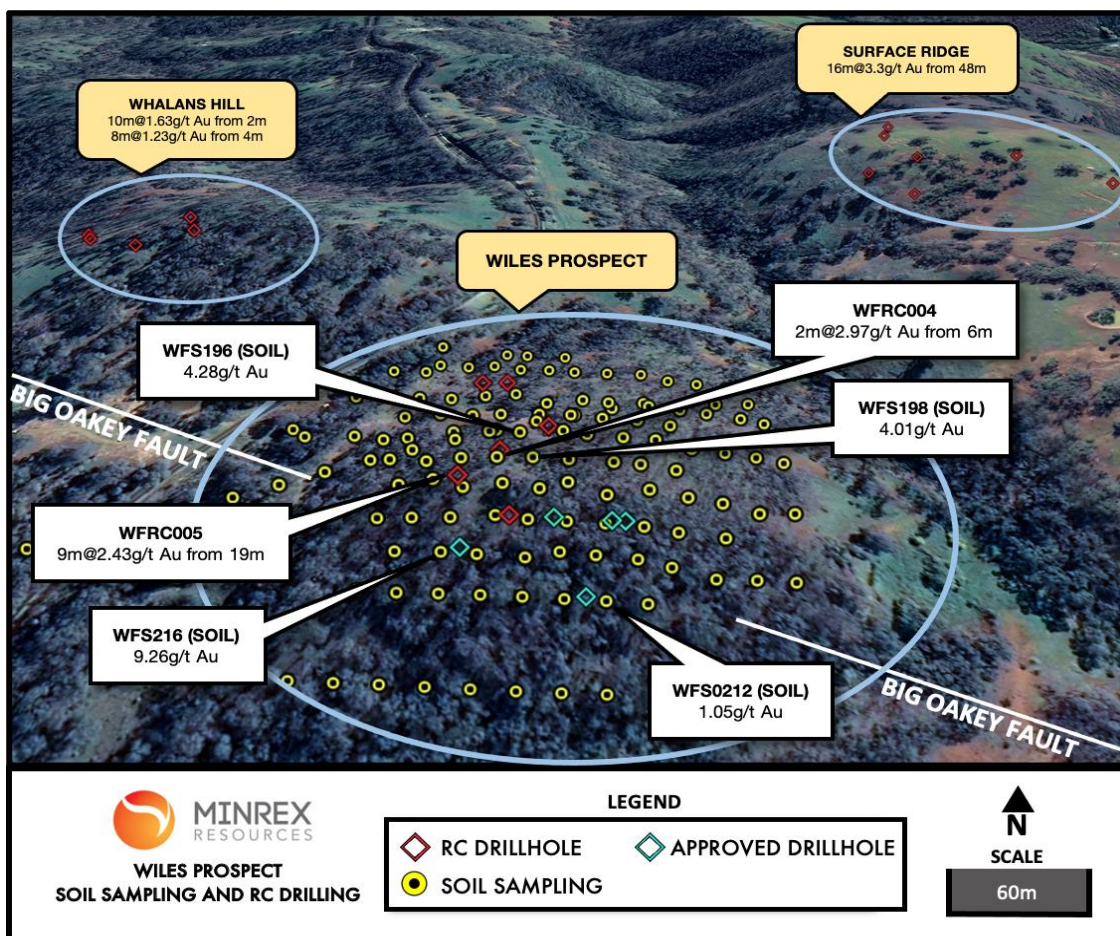 SURFACE RIDGE
16m@3.3g/t Au from 48m
WHALANS HILL
10m@1.63g/t Au from 2m
8m@1.23g/t Au from 4m
WILES PROSPECT
WFRC004
2m@2.97g/t Au from 6m
WFS196 (SOIL)
4.28g/t Au
BIG OAKEY FAULT
WFS198 (SOIL)
4.01g/t Au
WFRC005
9m@2.43g/t Au from 19m
WFS216 (SOIL)
9.26g/t Au
WFS0212 (SOIL)
1.05g/t Au
BIG OAKEY FAULT
MINREX
RESOURCES
WILES PROSPECT
SOIL SAMPLING AND RC DRILLING
LEGEND
RC DRILLHOLE
APPROVED DRILLHOLE
SOIL SAMPLING
N
SCALE
60m